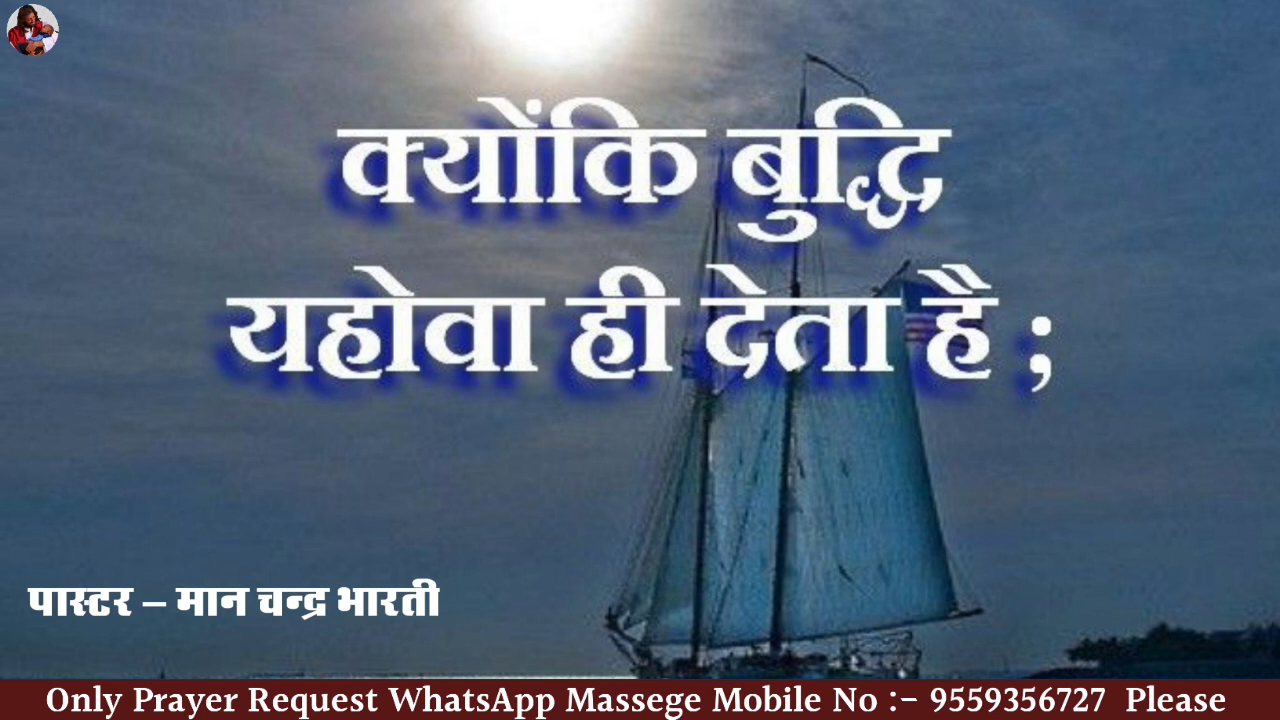 क्योंकि बुद्धि
यहोवा ही देता है ;
पास्टर – मान चन्द्र भारती
Only Prayer Request WhatsApp Massege Mobile No :- 9559356727 Please